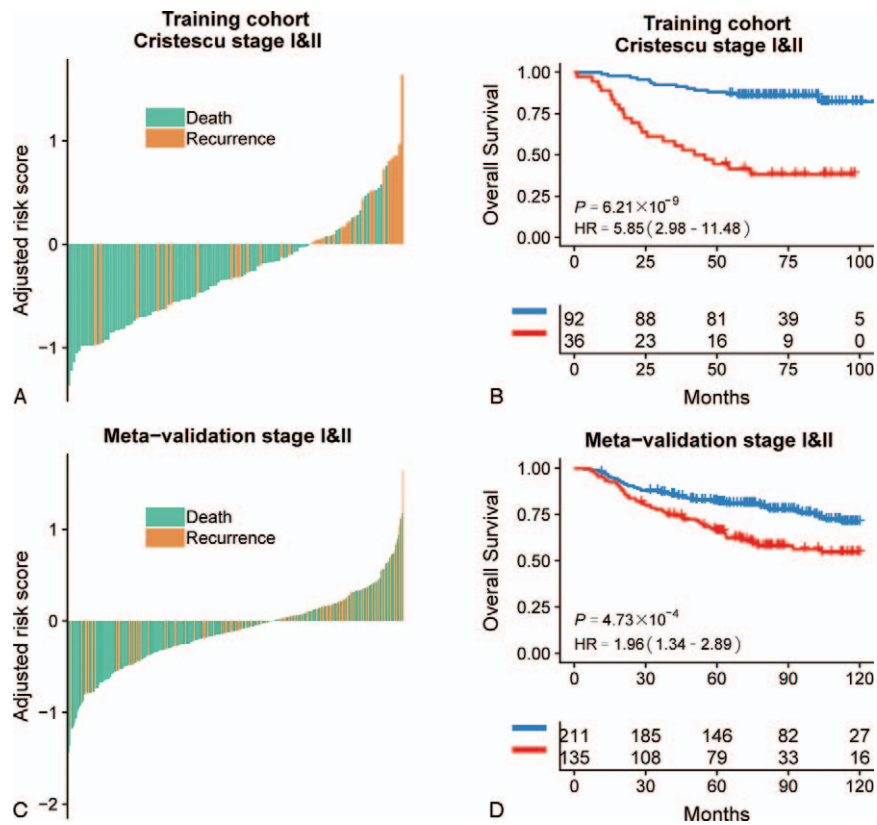 Training cohort
Cristescu stage I&II
Adjusted risk score
1
0
−1
Death
Recurrence
A
Training cohort
Cristescu stage I&II
Overall Survival
1.00
0.75
0.50
0.25
0.00
P = 6.21×10⁻⁹
HR = 5.85(2.98 - 11.48)
0 25 50 75 100
92 88 81 39 5
36 23 16 9 0
0 25 50 75 100
Months
B
Meta−validation stage I&II
Adjusted risk score
1
0
−1
−2
Death
Recurrence
C
Meta−validation stage I&II
Overall Survival
1.00
0.75
0.50
0.25
0.00
P = 4.73×10⁻⁴
HR = 1.96(1.34 - 2.89)
0 30 60 90 120
211 185 146 82 27
135 108 79 33 16
0 30 60 90 120
Months
D